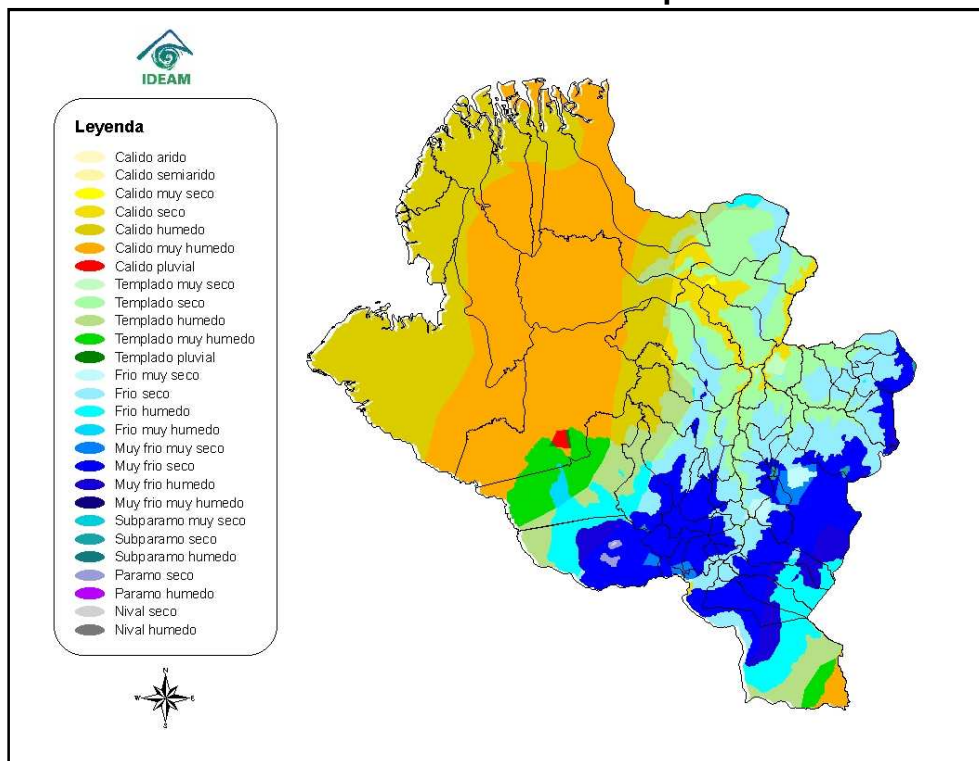 IDEAM
Leyenda
Calido arido
Calido semiarido
Calido muy seco
Calido seco
Calido humedo
Calido muy humedo
Calido pluvial
Templado muy seco
Templado seco
Templado humedo
Templado muy humedo
Templado pluvial
Frio muy seco
Frio seco
Frio humedo
Frio muy humedo
Muy frio muy seco
Muy frio seco
Muy frio humedo
Muy frio muy humedo
Subparamo muy seco
Subparamo seco
Subparamo humedo
Paramo seco
Paramo humedo
Nival seco
Nival humedo
N
W E
S